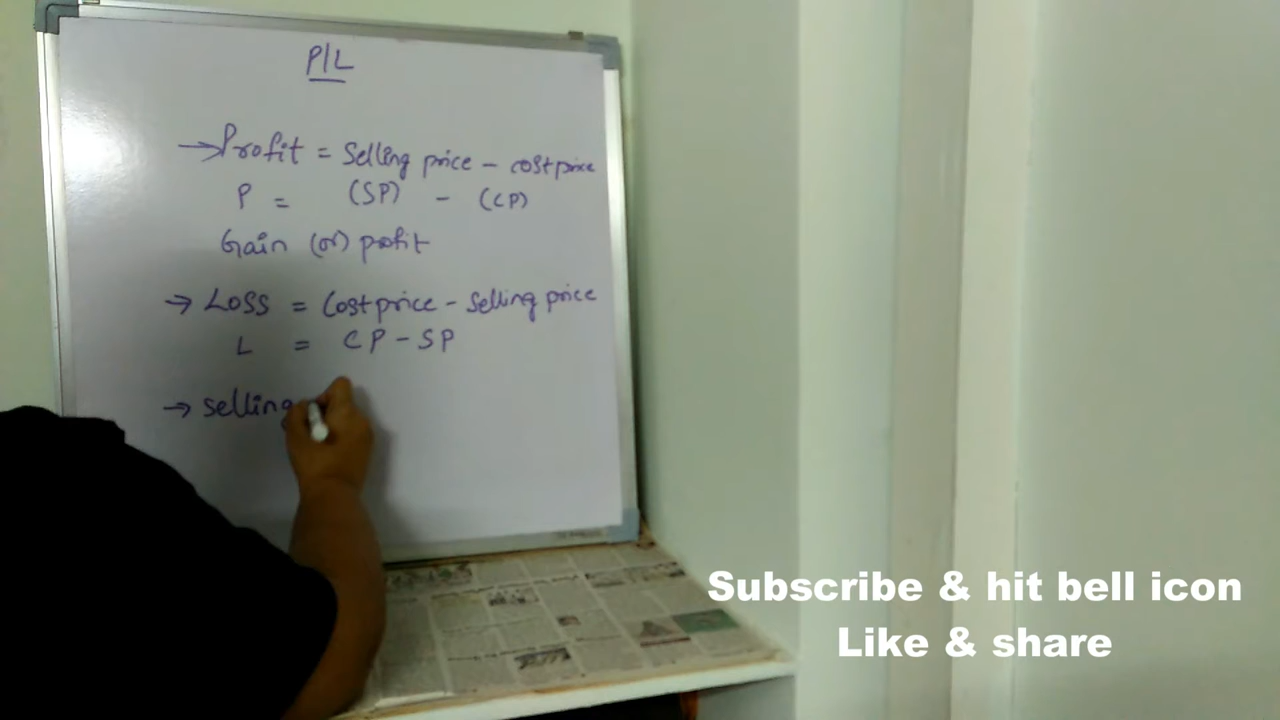 P/L
→ Profit = Selling price - cost price
P = (SP) - (CP)
Gain (or) profit
→ Loss = Cost price - selling price
L = CP - SP
→ selling
Subscribe & hit bell icon
Like & share